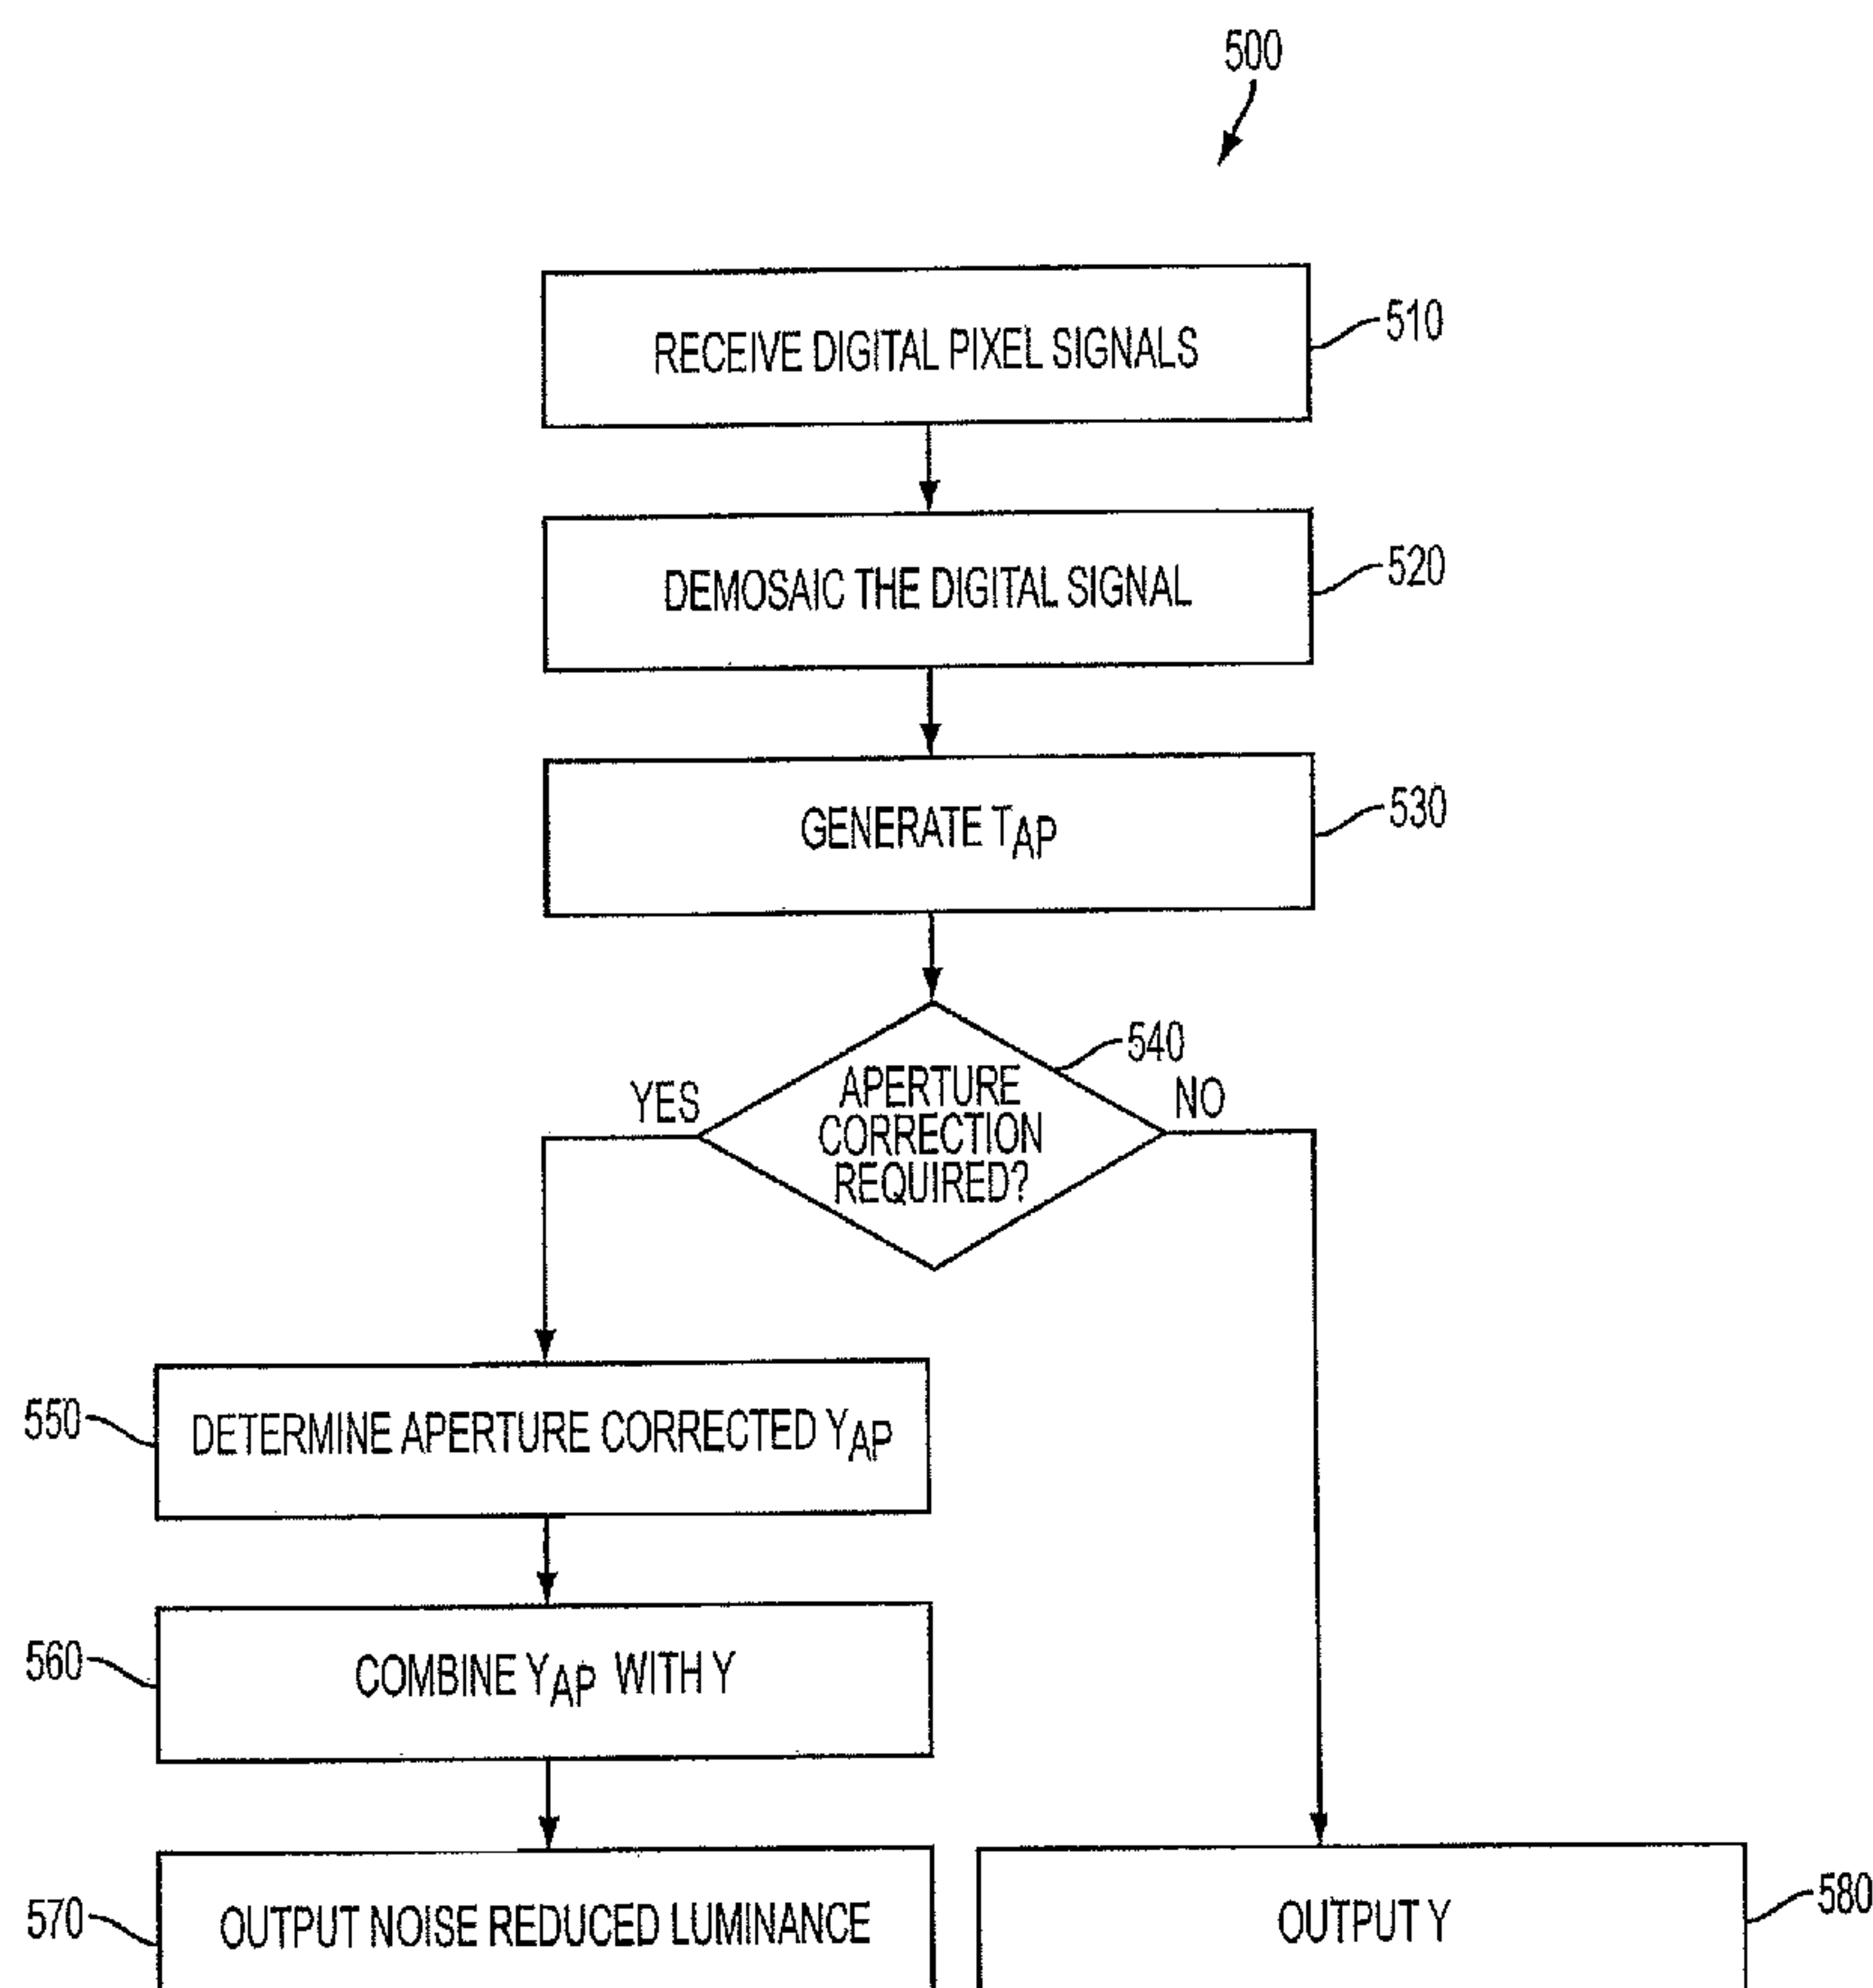 500
RECEIVE DIGITAL PIXEL SIGNALS
510
DEMOSAIC THE DIGITAL SIGNAL
520
GENERATE TAP
530
540
YES
APERTURE
CORRECTION
REQUIRED?
NO
550
DETERMINE APERTURE CORRECTED YAP
560
COMBINE YAP WITH Y
570
OUTPUT NOISE REDUCED LUMINANCE
OUTPUT Y
580